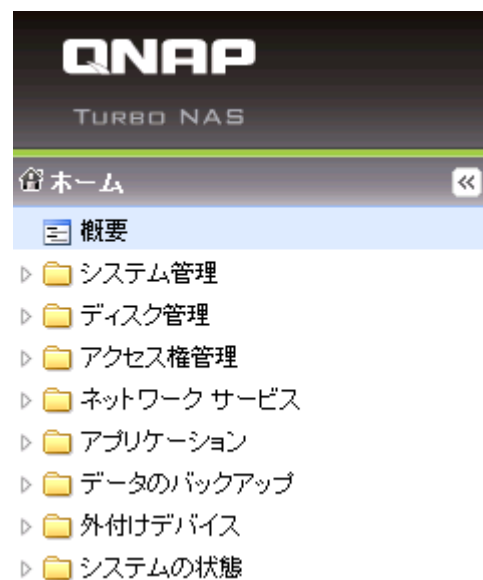 QNAP
TURBO NAS
ホーム
概要
システム管理
ディスク管理
アクセス権管理
ネットワーク サービス
アプリケーション
データのバックアップ
外付けデバイス
システムの状態